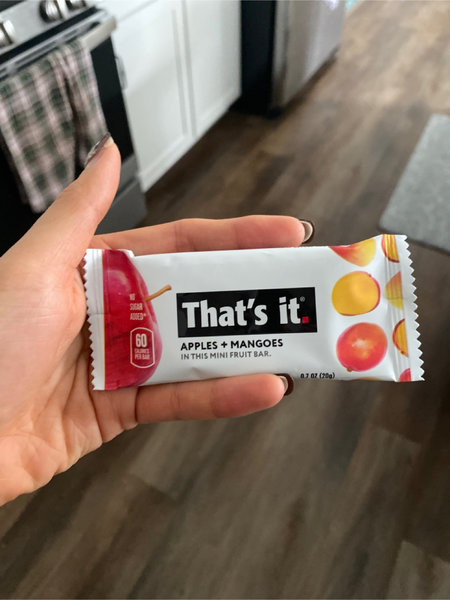 NO
SUGAR
ADDED*
60
CALORIES
PER BAR
That's it.®
APPLES + MANGOES
IN THIS MINI FRUIT BAR.
0.7 OZ (20g)